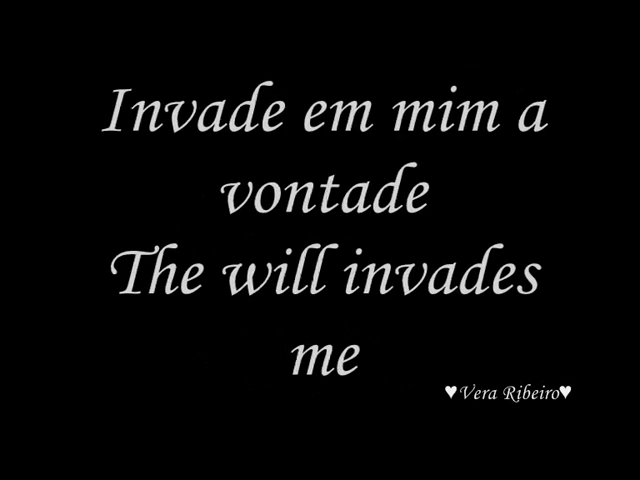 Invade em mim a
vontade
The will invades
me
♥Vera Ribeiro♥